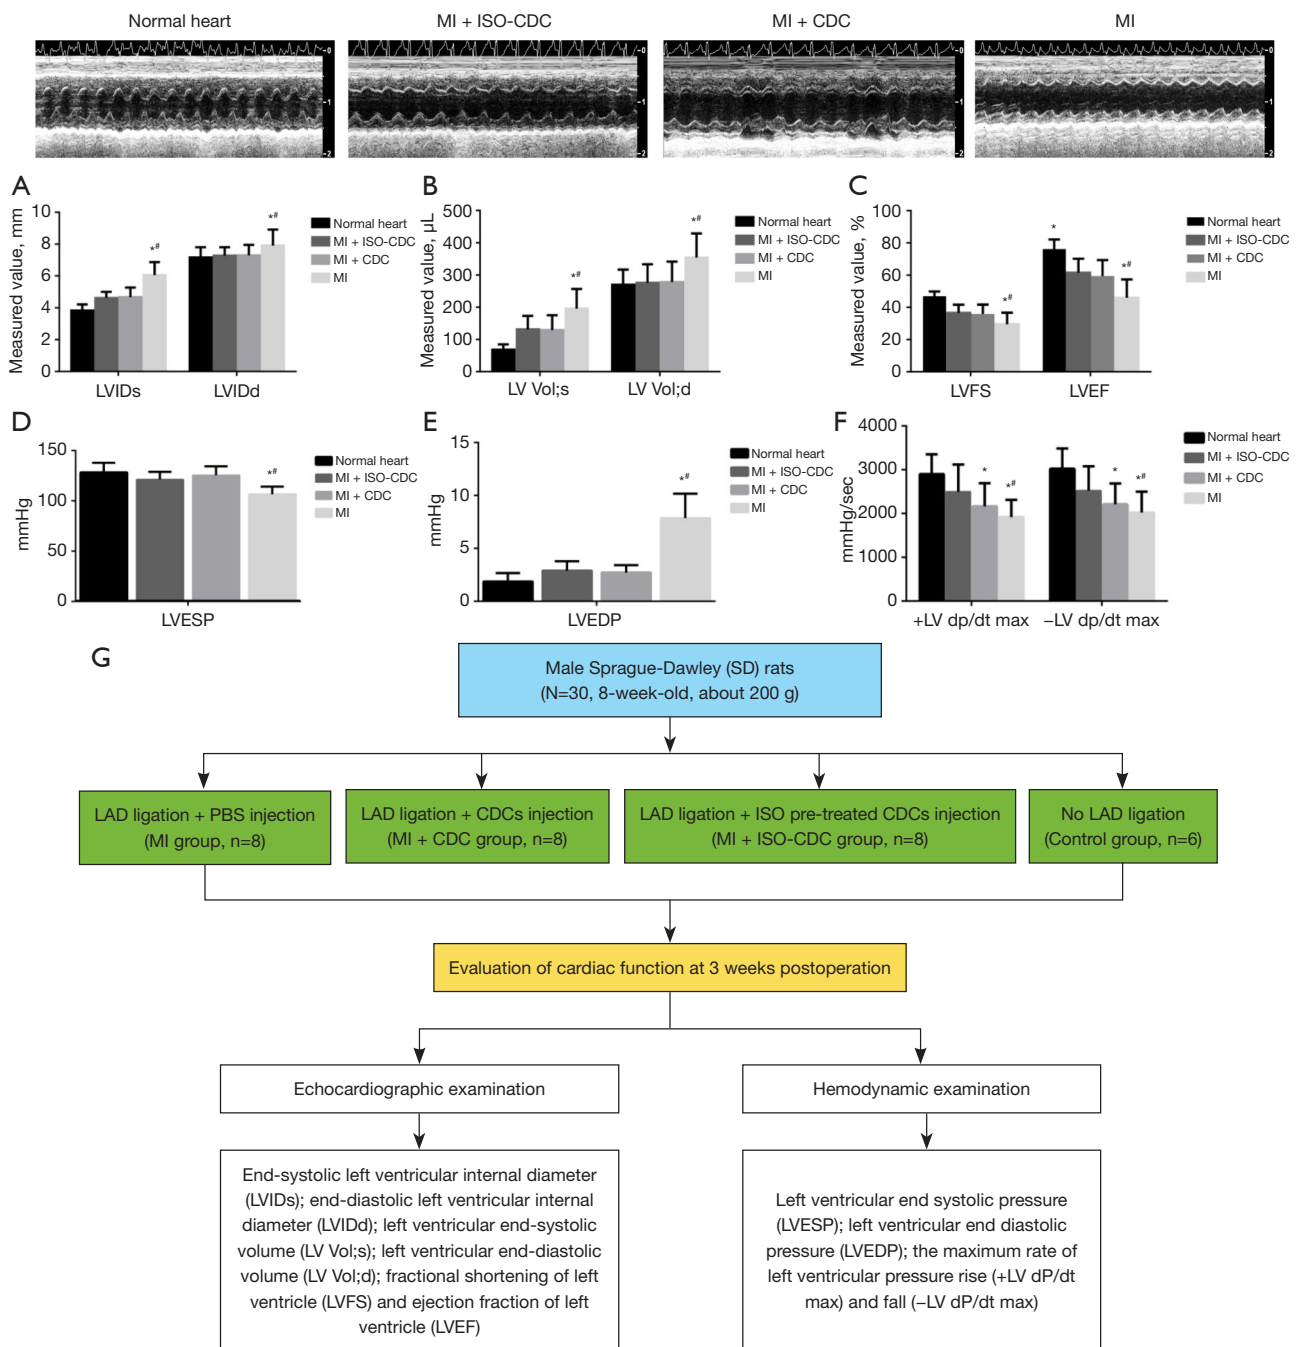 Normal heart
MI + ISO-CDC
MI + CDC
MI
0
1
2
0
1
2
0
1
2
0
1
2
A
Measured value, mm
10
8
6
4
2
0
*#
*#
LVIDs
LVIDd
Normal heart
MI + ISO-CDC
MI + CDC
MI
B
Measured value, µL
500
400
300
200
100
0
*#
*#
LV Vol;s
LV Vol;d
Normal heart
MI + ISO-CDC
MI + CDC
MI
C
Measured value, %
100
80
60
40
20
0
*#
*
*#
LVFS
LVEF
Normal heart
MI + ISO-CDC
MI + CDC
MI
D
mmHg
150
100
50
0
*#
LVESP
Normal heart
MI + ISO-CDC
MI + CDC
MI
E
mmHg
15
10
5
0
*#
LVEDP
Normal heart
MI + ISO-CDC
MI + CDC
MI
F
mmHg/sec
4000
3000
2000
1000
0
*
*#
*
*#
+LV dp/dt max
−LV dp/dt max
Normal heart
MI + ISO-CDC
MI + CDC
MI
G
Male Sprague-Dawley (SD) rats
(N=30, 8-week-old, about 200 g)
LAD ligation + PBS injection
(MI group, n=8)
LAD ligation + CDCs injection
(MI + CDC group, n=8)
LAD ligation + ISO pre-treated CDCs injection
(MI + ISO-CDC group, n=8)
No LAD ligation
(Control group, n=6)
Evaluation of cardiac function at 3 weeks postoperation
Echocardiographic examination
Hemodynamic examination
End-systolic left ventricular internal diameter
(LVIDs); end-diastolic left ventricular internal
diameter (LVIDd); left ventricular end-systolic
volume (LV Vol;s); left ventricular end-diastolic
volume (LV Vol;d); fractional shortening of left
ventricle (LVFS) and ejection fraction of left
ventricle (LVEF)
Left ventricular end systolic pressure
(LVESP); left ventricular end diastolic
pressure (LVEDP); the maximum rate of
left ventricular pressure rise (+LV dP/dt
max) and fall (−LV dP/dt max)